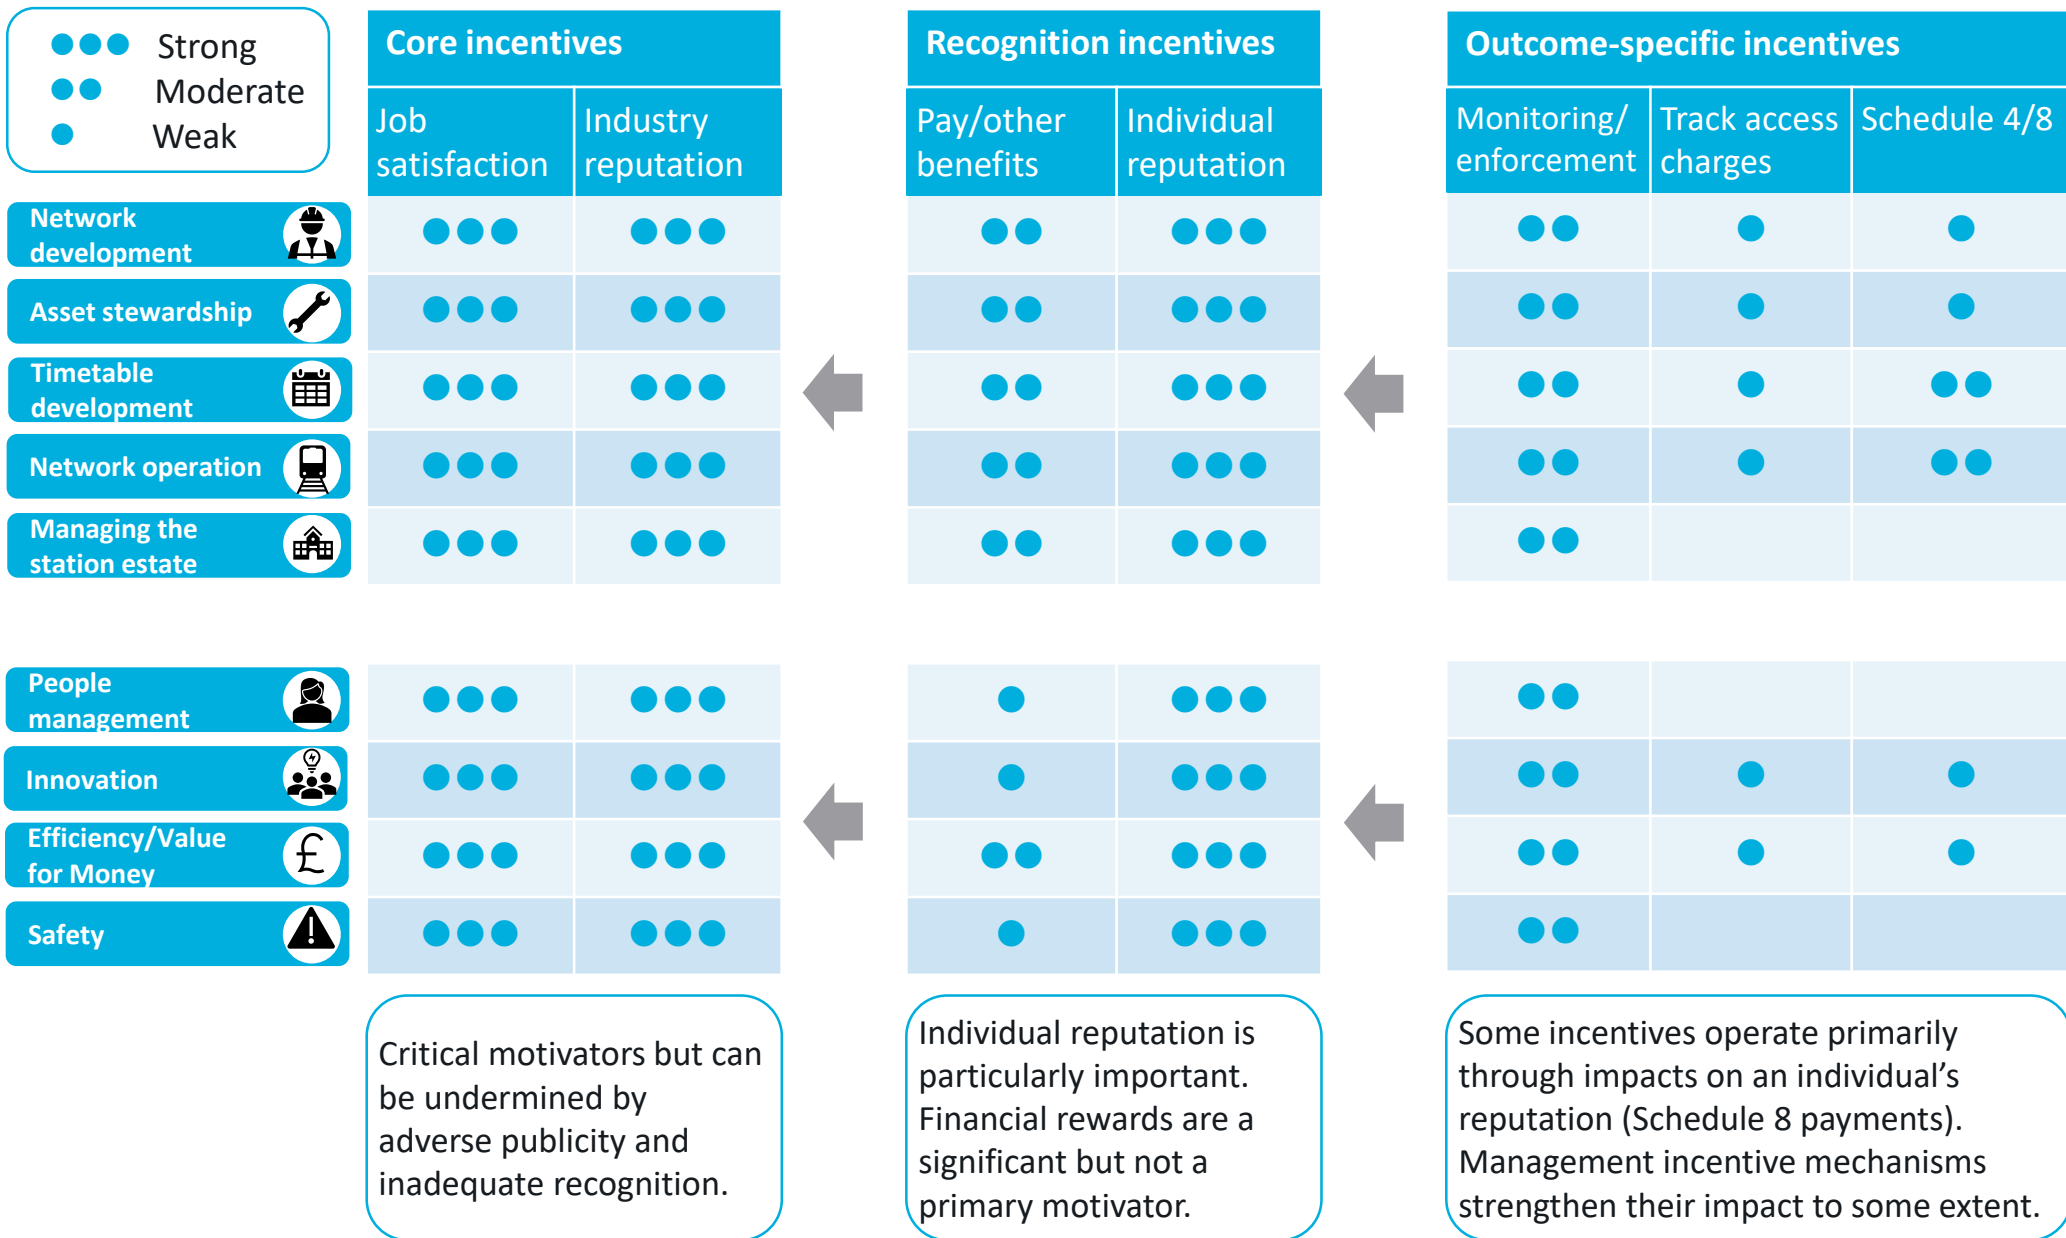 Strong
Moderate
Weak
Core incentives
Job
satisfaction
Industry
reputation
Recognition incentives
Pay/other
benefits
Individual
reputation
Outcome-specific incentives
Monitoring/
enforcement
Track access
charges
Schedule 4/8
Network
development
Asset stewardship
Timetable
development
Network operation
Managing the
station estate
People
management
Innovation
Efficiency/Value
for Money
£
Safety
Critical motivators but can
be undermined by
adverse publicity and
inadequate recognition.
Individual reputation is
particularly important.
Financial rewards are a
significant but not a
primary motivator.
Some incentives operate primarily
through impacts on an individual’s
reputation (Schedule 8 payments).
Management incentive mechanisms
strengthen their impact to some extent.